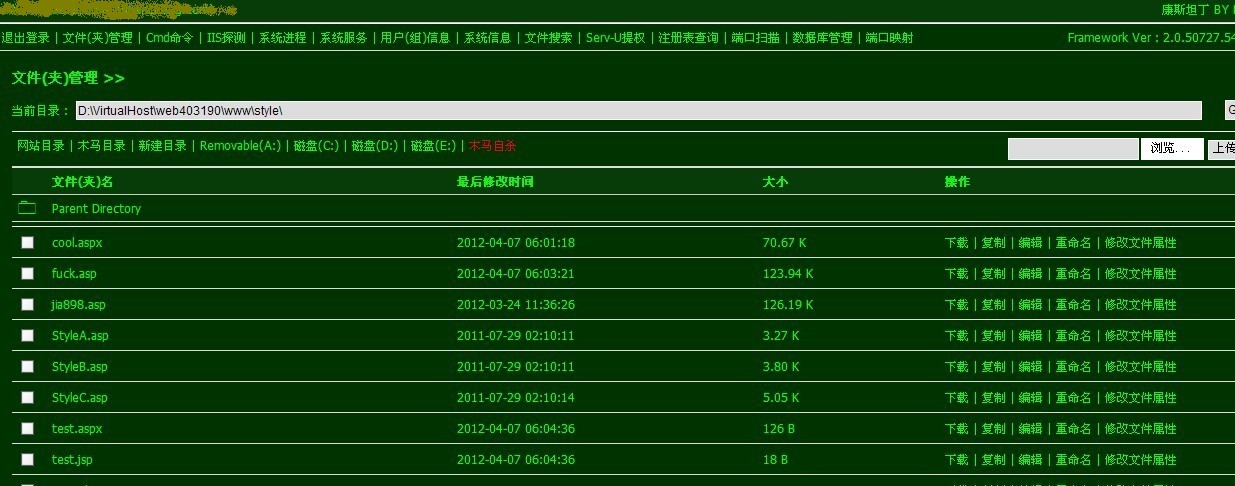 康斯坦丁 BY
退出登录 | 文件(夹)管理 | Cmd命令 | IIS探测 | 系统进程 | 系统服务 | 用户(组)信息 | 系统信息 | 文件搜索 | Serv-U提权 | 注册表查询 | 端口扫描 | 数据库管理 | 端口映射 Framework Ver : 2.0.50727.54
文件(夹)管理 >>
当前目录： D:\VirtualHost\web403190\www\style\
网站目录 | 木马目录 | 新建目录 | Removable(A:) | 磁盘(C:) | 磁盘(D:) | 磁盘(E:) | 木马自杀 浏览... 上传
文件(夹)名 最后修改时间 大小 操作
Parent Directory
cool.aspx 2012-04-07 06:01:18 70.67 K 下载 | 复制 | 编辑 | 重命名 | 修改文件属性
fuck.asp 2012-04-07 06:03:21 123.94 K 下载 | 复制 | 编辑 | 重命名 | 修改文件属性
jia898.asp 2012-03-24 11:36:26 126.19 K 下载 | 复制 | 编辑 | 重命名 | 修改文件属性
StyleA.asp 2011-07-29 02:10:11 3.27 K 下载 | 复制 | 编辑 | 重命名 | 修改文件属性
StyleB.asp 2011-07-29 02:10:11 3.80 K 下载 | 复制 | 编辑 | 重命名 | 修改文件属性
StyleC.asp 2011-07-29 02:10:14 5.05 K 下载 | 复制 | 编辑 | 重命名 | 修改文件属性
test.aspx 2012-04-07 06:04:36 126 B 下载 | 复制 | 编辑 | 重命名 | 修改文件属性
test.jsp 2012-04-07 06:04:36 18 B 下载 | 复制 | 编辑 | 重命名 | 修改文件属性